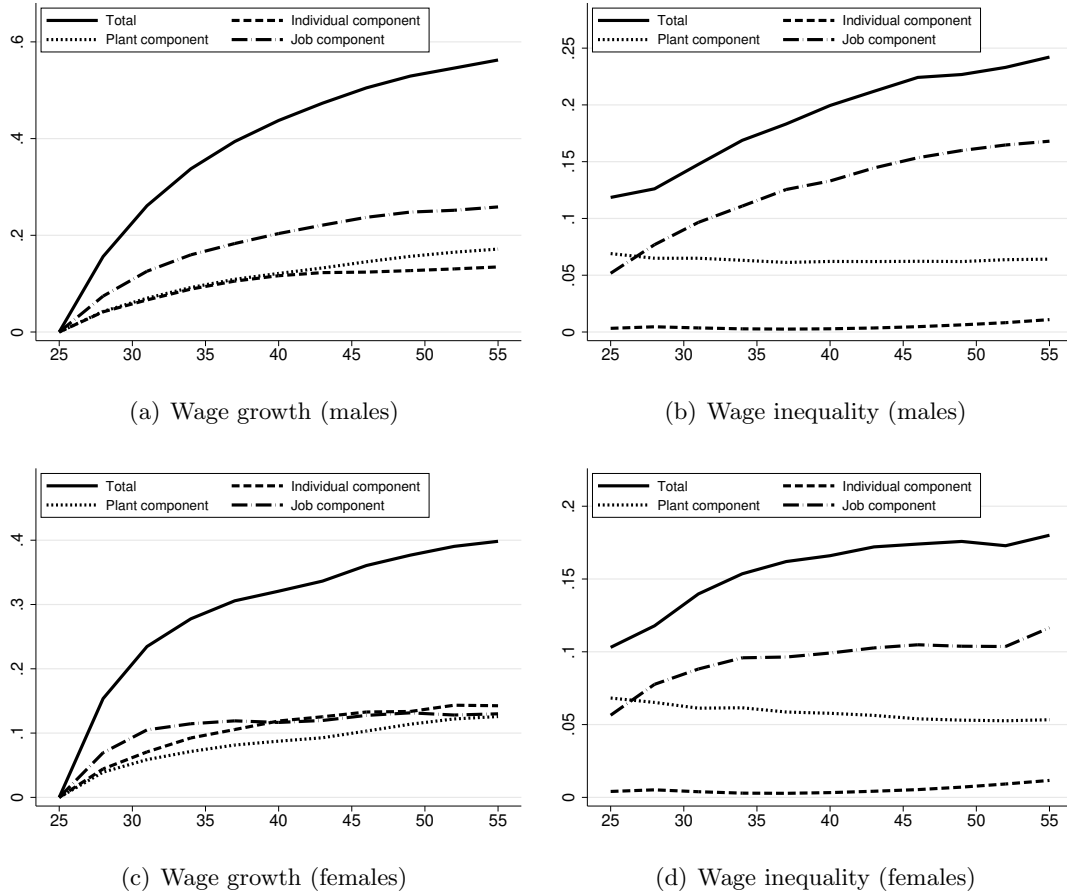 Total Individual component
Plant component Job component
.6
.4
.2
0
25 30 35 40 45 50 55
(a) Wage growth (males)
Total Individual component
Plant component Job component
.25
.2
.15
.1
.05
0
25 30 35 40 45 50 55
(b) Wage inequality (males)
Total Individual component
Plant component Job component
.4
.3
.2
.1
0
25 30 35 40 45 50 55
(c) Wage growth (females)
Total Individual component
Plant component Job component
.2
.15
.1
.05
0
25 30 35 40 45 50 55
(d) Wage inequality (females)